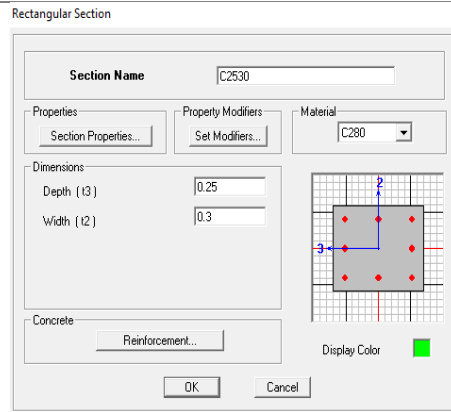 Rectangular Section
Section Name
C2530
Properties
Section Properties...
Property Modifiers
Set Modifiers...
Material
C280
Dimensions
Depth ( t3 )
0.25
Width ( t2 )
0.3
2
3
Concrete
Reinforcement...
Display Color
OK
Cancel